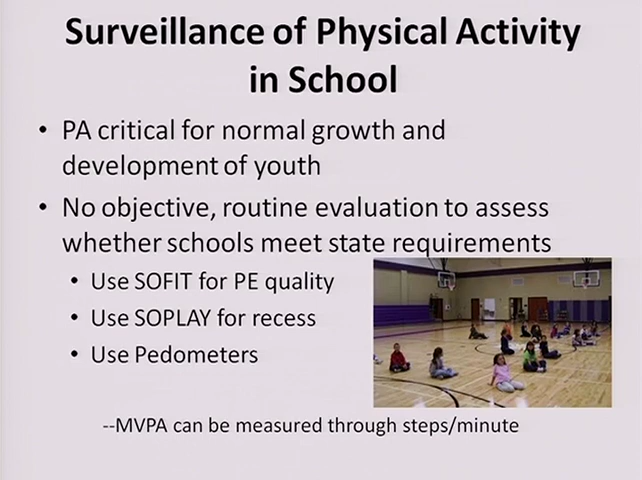 Surveillance of Physical Activity
in School
• PA critical for normal growth and
development of youth
• No objective, routine evaluation to assess
whether schools meet state requirements
• Use SOFIT for PE quality
• Use SOPLAY for recess
• Use Pedometers
--MVPA can be measured through steps/minute